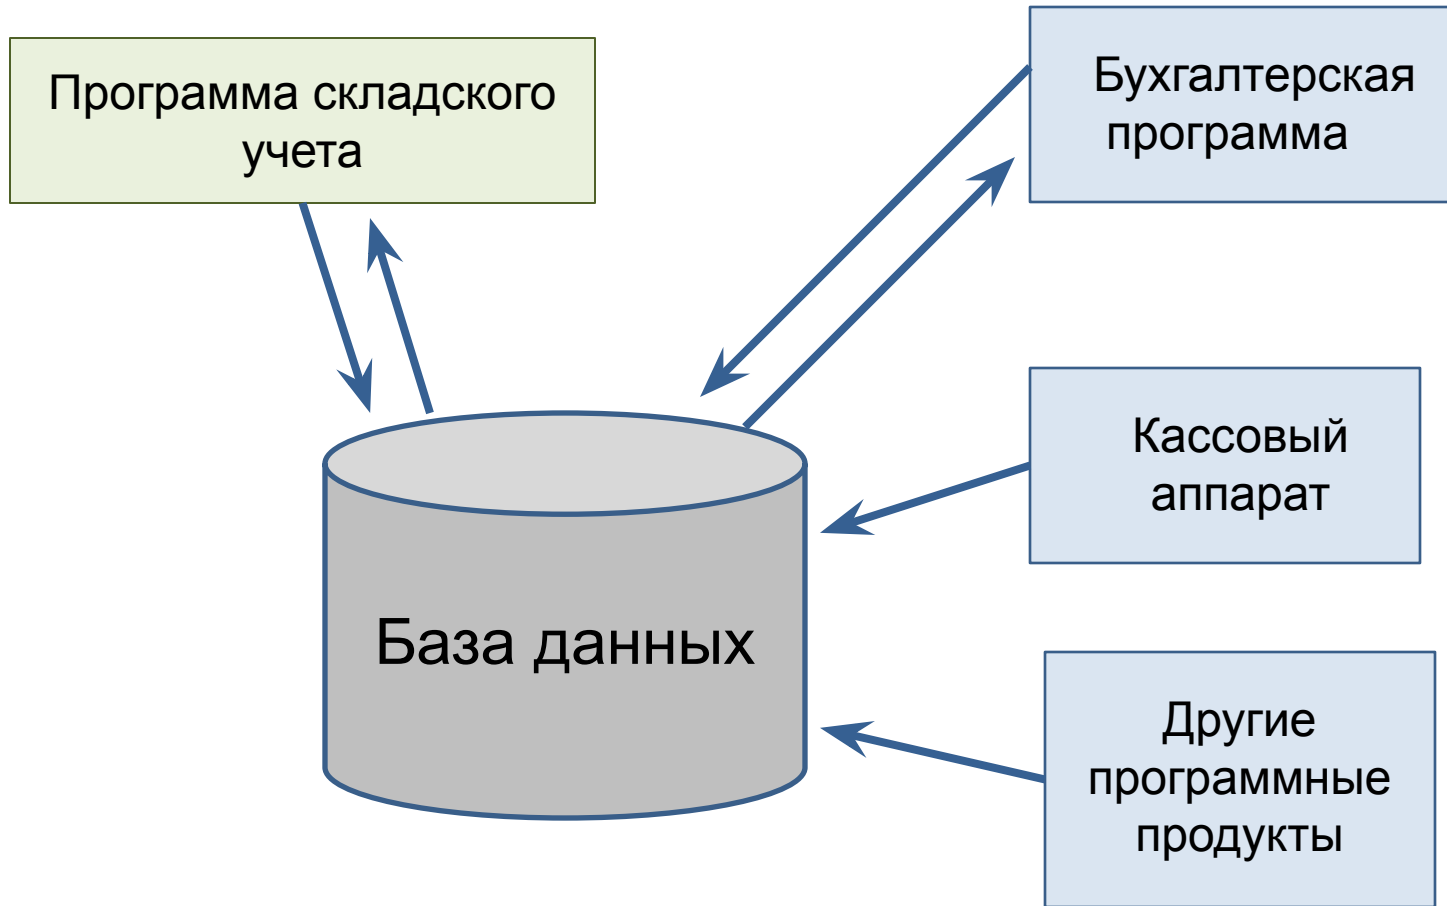 Программа складского
учета
Бухгалтерская
программа
Кассовый
аппарат
База данных
Другие
программные
продукты